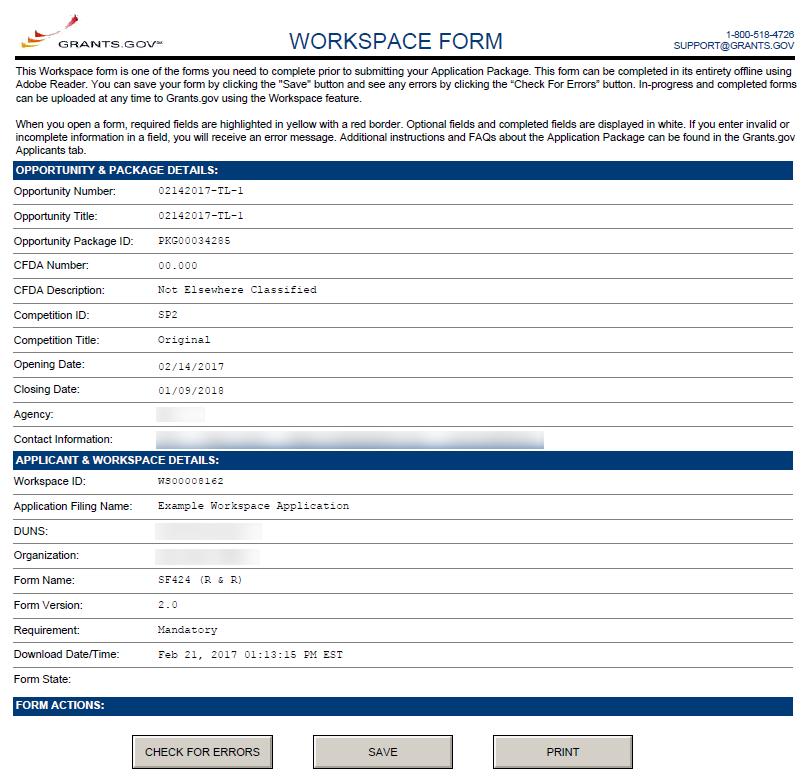 GRANTS.GOV℠
WORKSPACE FORM
1-800-518-4726
SUPPORT@GRANTS.GOV
This Workspace form is one of the forms you need to complete prior to submitting your Application Package. This form can be completed in its entirety offline using
Adobe Reader. You can save your form by clicking the "Save" button and see any errors by clicking the “Check For Errors” button. In-progress and completed forms
can be uploaded at any time to Grants.gov using the Workspace feature.
When you open a form, required fields are highlighted in yellow with a red border. Optional fields and completed fields are displayed in white. If you enter invalid or
incomplete information in a field, you will receive an error message. Additional instructions and FAQs about the Application Package can be found in the Grants.gov
Applicants tab.
OPPORTUNITY & PACKAGE DETAILS:
Opportunity Number: 02142017-TL-1
Opportunity Title: 02142017-TL-1
Opportunity Package ID: PKG00034285
CFDA Number: 00.000
CFDA Description: Not Elsewhere Classified
Competition ID: SP2
Competition Title: Original
Opening Date: 02/14/2017
Closing Date: 01/09/2018
Agency:
Contact Information:
APPLICANT & WORKSPACE DETAILS:
Workspace ID: WS00008162
Application Filing Name: Example Workspace Application
DUNS:
Organization:
Form Name: SF424 (R & R)
Form Version: 2.0
Requirement: Mandatory
Download Date/Time: Feb 21, 2017 01:13:15 PM EST
Form State:
FORM ACTIONS:
CHECK FOR ERRORS SAVE PRINT